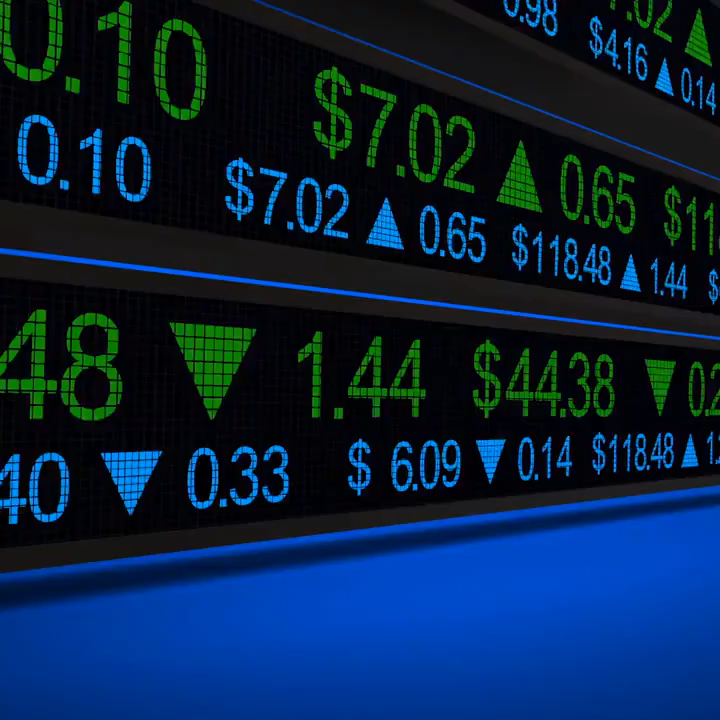 0.98
$4.16 ▲ 0.14
0.10 $7.02 ▲ 0.65
0.10 $7.02 ▲ 0.65 $118.48 ▲ 1.44
48 ▼ 1.44 $44.38 ▼
40 ▼ 0.33 $ 6.09 ▼ 0.14 $118.48 ▲